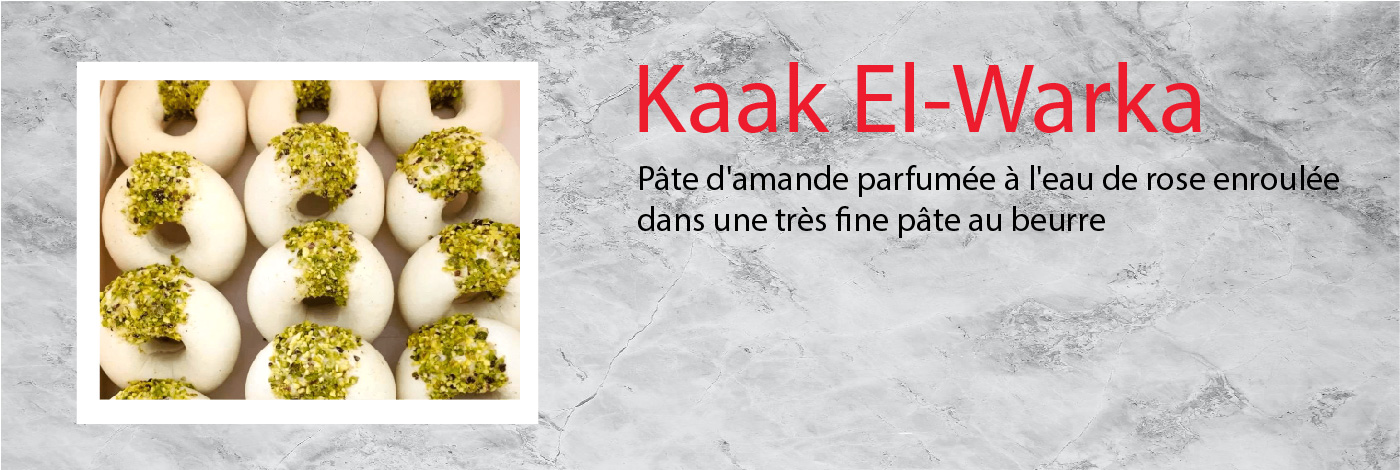 Kaak El-Warka
Pâte d'amande parfumée à l'eau de rose enroulée
dans une très fine pâte au beurre